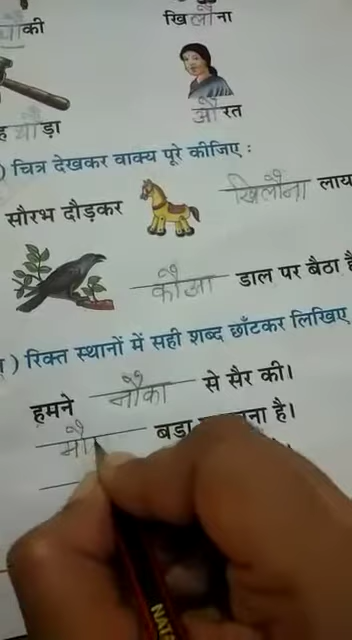 चौकी
खिलौना
हथौड़ा
औरत
) चित्र देखकर वाक्य पूरे कीजिए :
सौरभ दौड़कर खिलौना लाय
कौआ डाल पर बैठा है
) रिक्त स्थानों में सही शब्द छाँटकर लिखिए
हमने नौका से सैर की।
मौ बड़ा ना है।